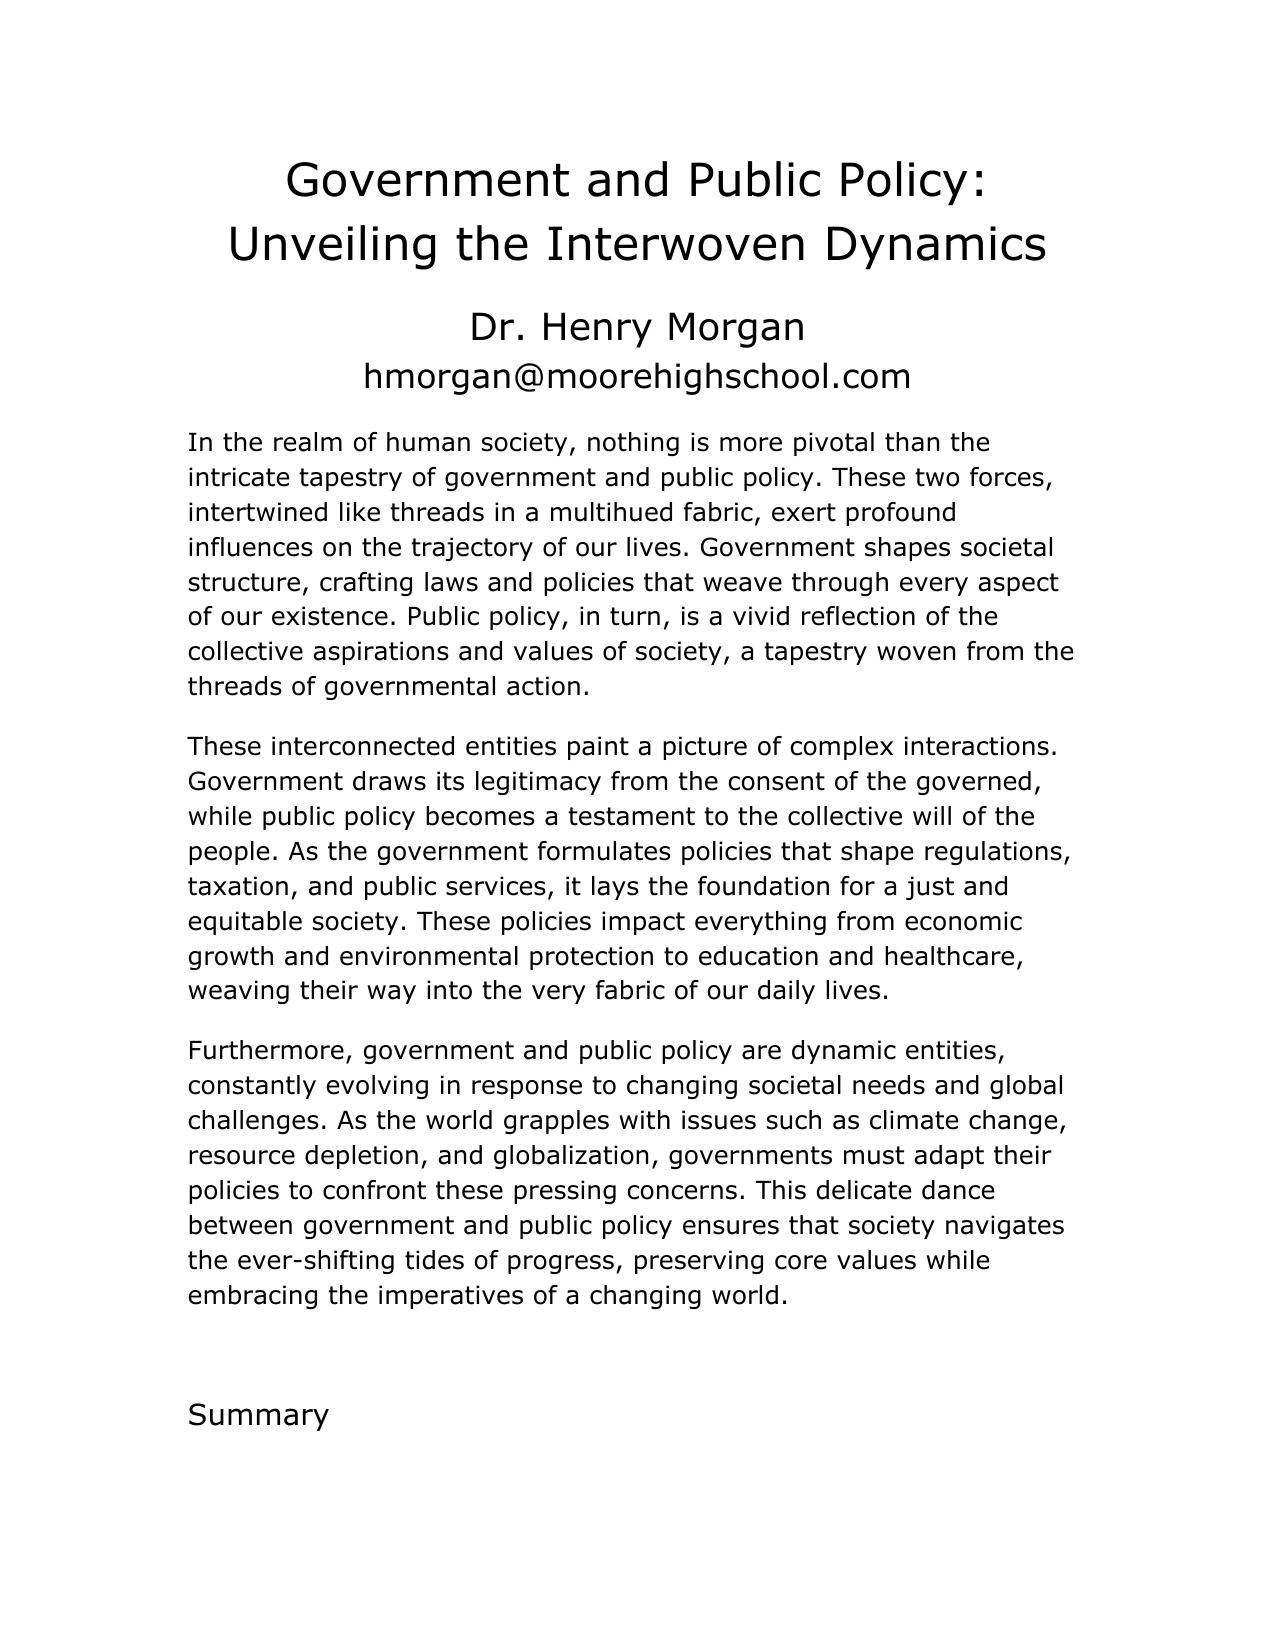 Government and Public Policy:
Unveiling the Interwoven Dynamics
Dr. Henry Morgan
hmorgan@moorehighschool.com
In the realm of human society, nothing is more pivotal than the
intricate tapestry of government and public policy. These two forces,
intertwined like threads in a multihued fabric, exert profound
influences on the trajectory of our lives. Government shapes societal
structure, crafting laws and policies that weave through every aspect
of our existence. Public policy, in turn, is a vivid reflection of the
collective aspirations and values of society, a tapestry woven from the
threads of governmental action.
These interconnected entities paint a picture of complex interactions.
Government draws its legitimacy from the consent of the governed,
while public policy becomes a testament to the collective will of the
people. As the government formulates policies that shape regulations,
taxation, and public services, it lays the foundation for a just and
equitable society. These policies impact everything from economic
growth and environmental protection to education and healthcare,
weaving their way into the very fabric of our daily lives.
Furthermore, government and public policy are dynamic entities,
constantly evolving in response to changing societal needs and global
challenges. As the world grapples with issues such as climate change,
resource depletion, and globalization, governments must adapt their
policies to confront these pressing concerns. This delicate dance
between government and public policy ensures that society navigates
the ever-shifting tides of progress, preserving core values while
embracing the imperatives of a changing world.
Summary